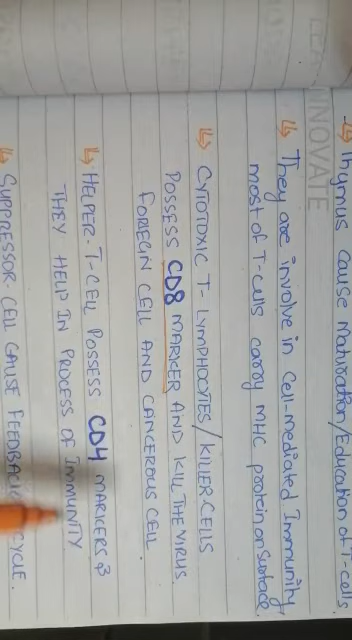 ↳ Thymus cause Maturation/Education of T-cells.
INNOVATE
↳ They are involve in Cell-mediated Immunity,
most of T-cells carry MHC protein on surface.
↳ CYTOTOXIC T-LYMPHOCYTES/KILLER CELLS
POSSESS CD8 MARKER AND KILL THE VIRUS.
FOREIGN CELL AND CANCEROUS CELL.
↳ HELPER-T-CELL POSSESS CD4 MARKERS &
THEY HELP IN PROCESS OF IMMUNITY
↳ SUPPRESSOR CELL CAUSE FEEDBACK CYCLE.